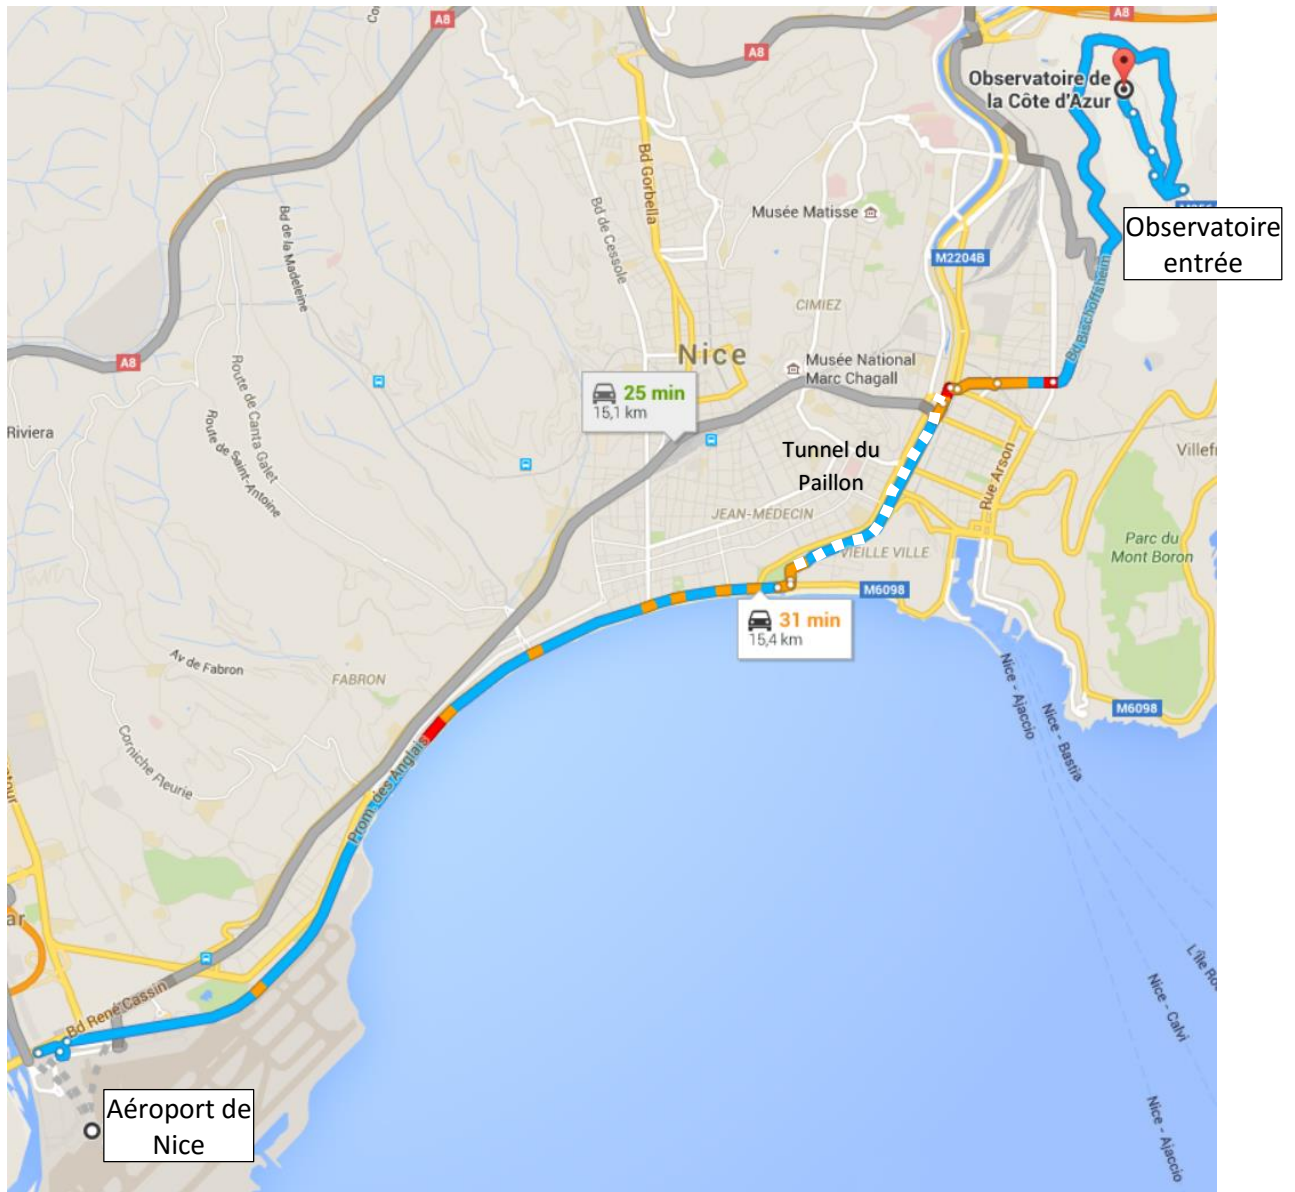 A8
A8
A8
Observatoire de
la Côte d'Azur
Bd Gorbella
Bd de Cessole
Musée Matisse
Bd de la Madeleine
Observatoire
entrée
M2204B
CIMIEZ
Bd Bischoffsheim
Nice
Musée National
Marc Chagall
A8
25 min
15,1 km
Route de Canta Galet
Route de Saint-Antoine
Riviera
Tunnel du
Paillon
Rue Arson
JEAN-MÉDECIN
VIEILLE VILLE
Parc du
Mont Boron
M6098
31 min
15,4 km
Av de Fabron
FABRON
Nice - Ajaccio
Nice - Bastia
M6098
Corniche Fleurie
Prom. des Anglais
Bd René Cassin
Nice - Calvi
Aéroport de
Nice
Nice - Ajaccio